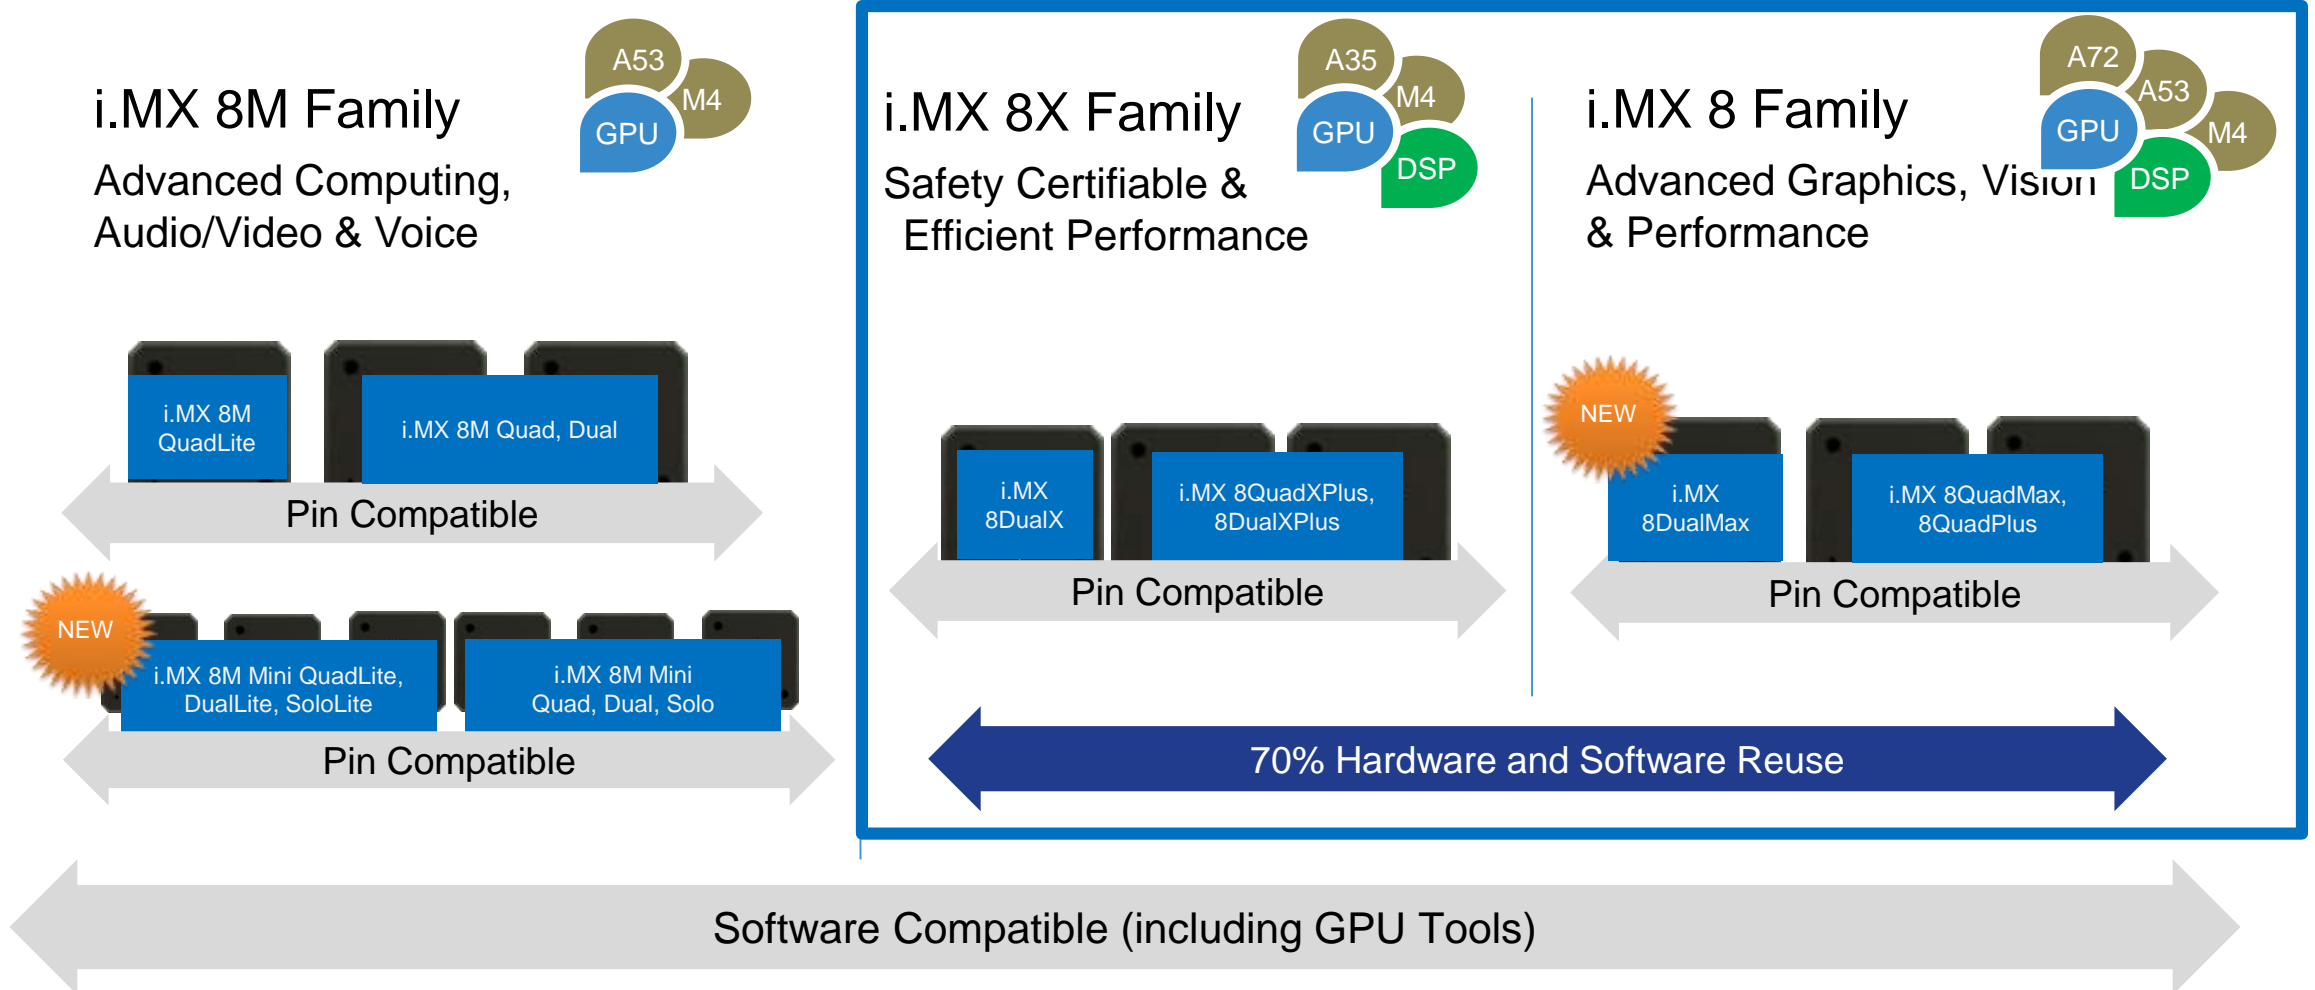 i.MX 8M Family
Advanced Computing,
Audio/Video & Voice
A53
M4
GPU
i.MX 8M
QuadLite
i.MX 8M Quad, Dual
Pin Compatible
NEW
i.MX 8M Mini QuadLite,
DualLite, SoloLite
i.MX 8M Mini
Quad, Dual, Solo
Pin Compatible
i.MX 8X Family
Safety Certifiable &
Efficient Performance
A35
M4
GPU
DSP
i.MX
8DualX
i.MX 8QuadXPlus,
8DualXPlus
Pin Compatible
i.MX 8 Family
Advanced Graphics, Vision
& Performance
A72
A53
GPU
M4
DSP
NEW
i.MX
8DualMax
i.MX 8QuadMax,
8QuadPlus
Pin Compatible
70% Hardware and Software Reuse
Software Compatible (including GPU Tools)